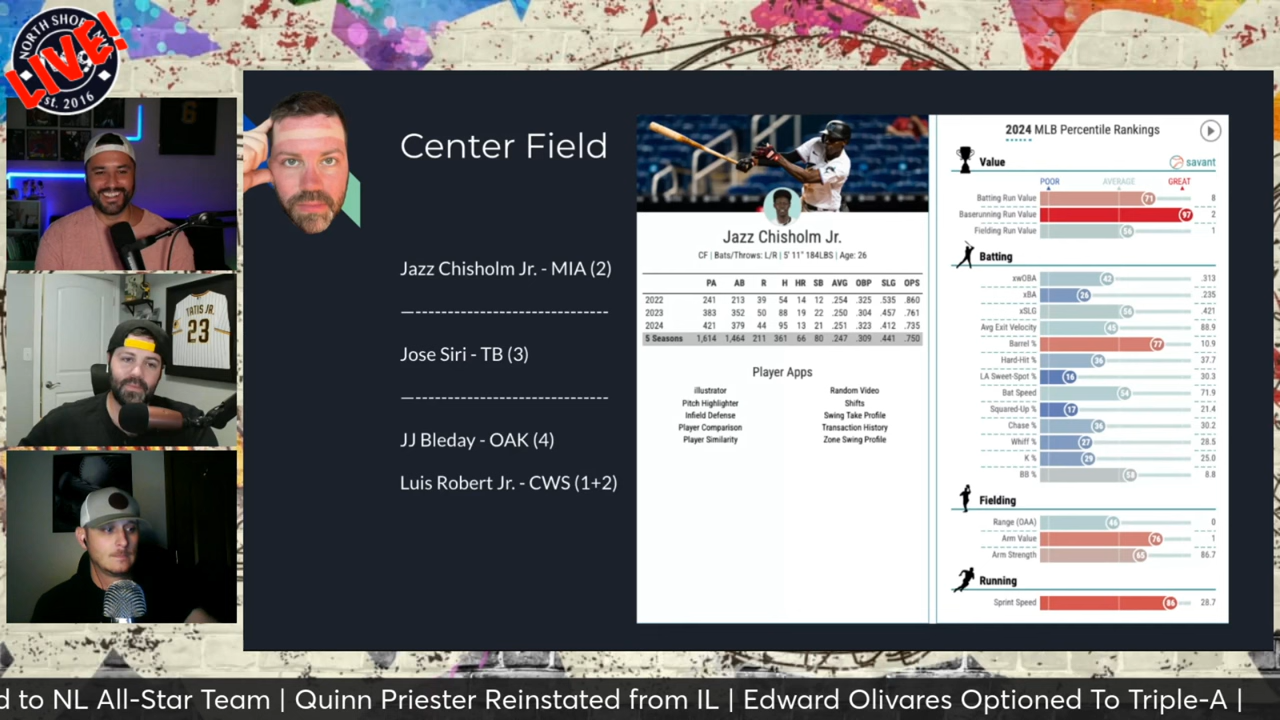 NORTH SHORE
LIVE!
est. 2016
6
TATIS JR.
23
Center Field
Jazz Chisholm Jr. - MIA (2)
Jose Siri - TB (3)
JJ Bleday - OAK (4)
Luis Robert Jr. - CWS (1+2)
Jazz Chisholm Jr.
CF | Bats/Throws: L/R | 5' 11" 184LBS | Age: 26
PA AB R H HR SB AVG OBP SLG OPS
2022 241 213 39 54 14 12 .254 .325 .535 .860
2023 383 352 50 88 19 22 .250 .304 .457 .761
2024 421 379 44 95 13 21 .251 .323 .412 .735
5 Seasons 1,614 1,464 211 361 66 80 .247 .309 .441 .750
Player Apps
illustrator Random Video
Pitch Highlighter Shifts
Infield Defense Swing Take Profile
Player Comparison Transaction History
Player Similarity Zone Swing Profile
2024 MLB Percentile Rankings
Value savant
POOR AVERAGE GREAT
Batting Run Value 71 8
Baserunning Run Value 97 2
Fielding Run Value 56 1
Batting
xwOBA 42 .313
xBA 26 .235
xSLG 56 .421
Avg Exit Velocity 45 88.9
Barrel % 77 10.9
Hard-Hit % 36 37.7
LA Sweet-Spot % 16 30.3
Bat Speed 54 71.9
Squared-Up % 17 21.4
Chase % 36 30.2
Whiff % 27 28.5
K % 29 25.0
BB % 58 8.8
Fielding
Range (OAA) 46 0
Arm Value 76 1
Arm Strength 65 86.7
Running
Sprint Speed 86 28.7
d to NL All-Star Team | Quinn Priester Reinstated from IL | Edward Olivares Optioned To Triple-A |